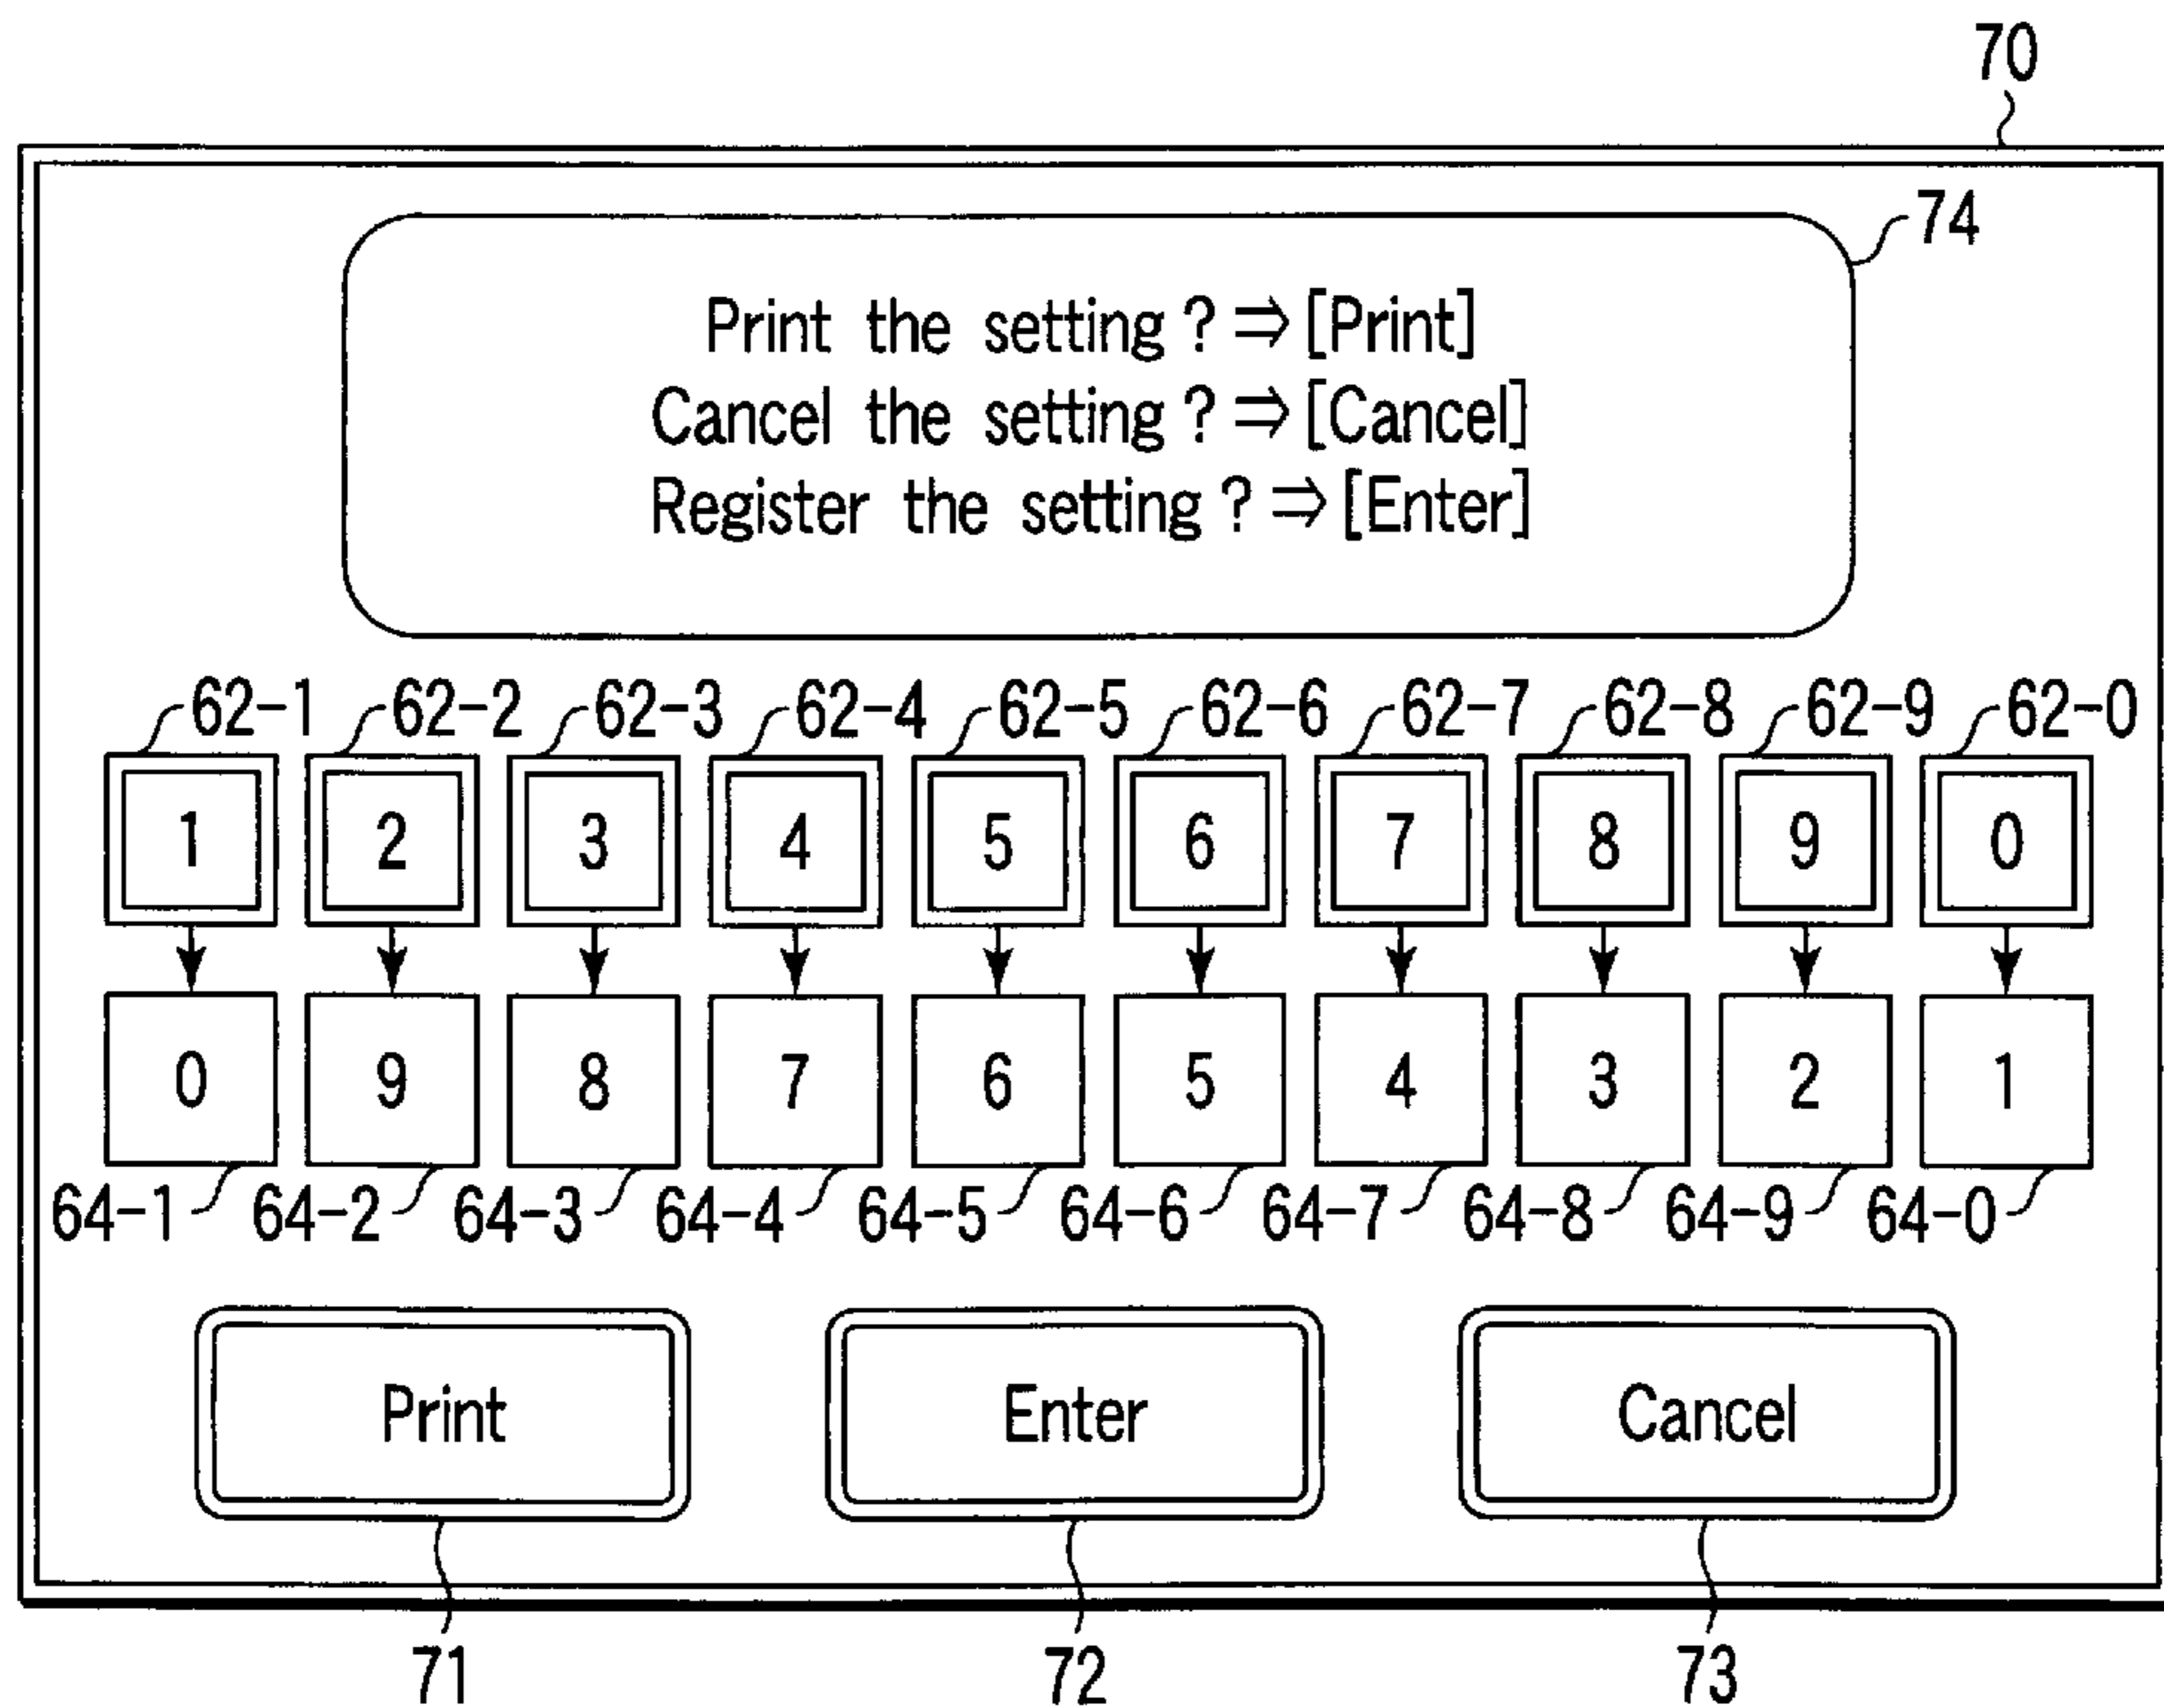 70
74
Print the setting ? ⇒ [Print]
Cancel the setting ? ⇒ [Cancel]
Register the setting ? ⇒ [Enter]
62-1 62-2 62-3 62-4 62-5 62-6 62-7 62-8 62-9 62-0
1 2 3 4 5 6 7 8 9 0
0 9 8 7 6 5 4 3 2 1
64-1 64-2 64-3 64-4 64-5 64-6 64-7 64-8 64-9 64-0
Print Enter Cancel
71 72 73